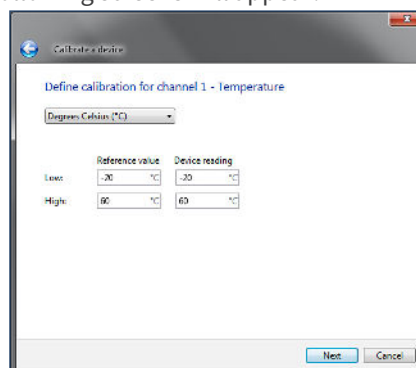 Calibrate a device
Define calibration for channel 1 - Temperature
Degrees Celsius (°C)
Reference value Device reading
Low: -20 °C -20 °C
High: 60 °C 60 °C
Next Cancel